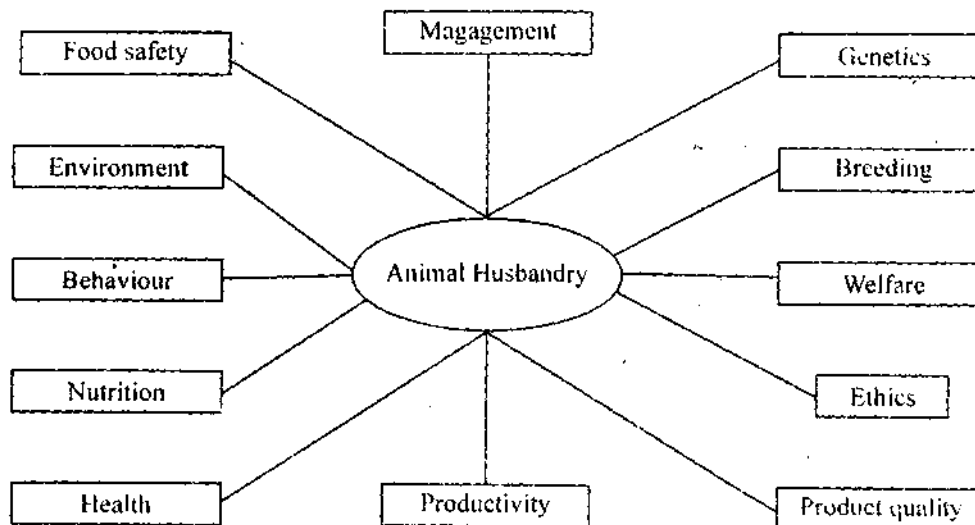 Magagement
Food safety
Genetics
Environment
Breeding
Behaviour
Animal Husbandry
Welfare
Nutrition
Ethics
Health
Productivity
Product quality